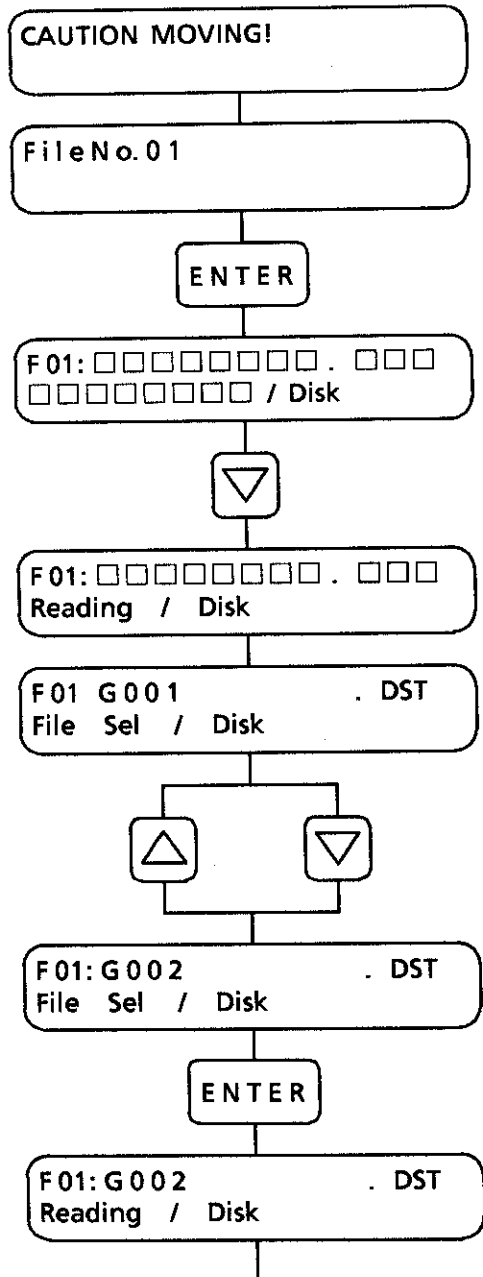 CAUTION MOVING!
FileNo.01
ENTER
F01: □□□□□□□□. □□□
□□□□□□□□ / Disk
▽
F01: □□□□□□□□. □□□
Reading / Disk
F01 G001 . DST
File Sel / Disk
△ ▽
F01:G002 . DST
File Sel / Disk
ENTER
F01:G002 . DST
Reading / Disk